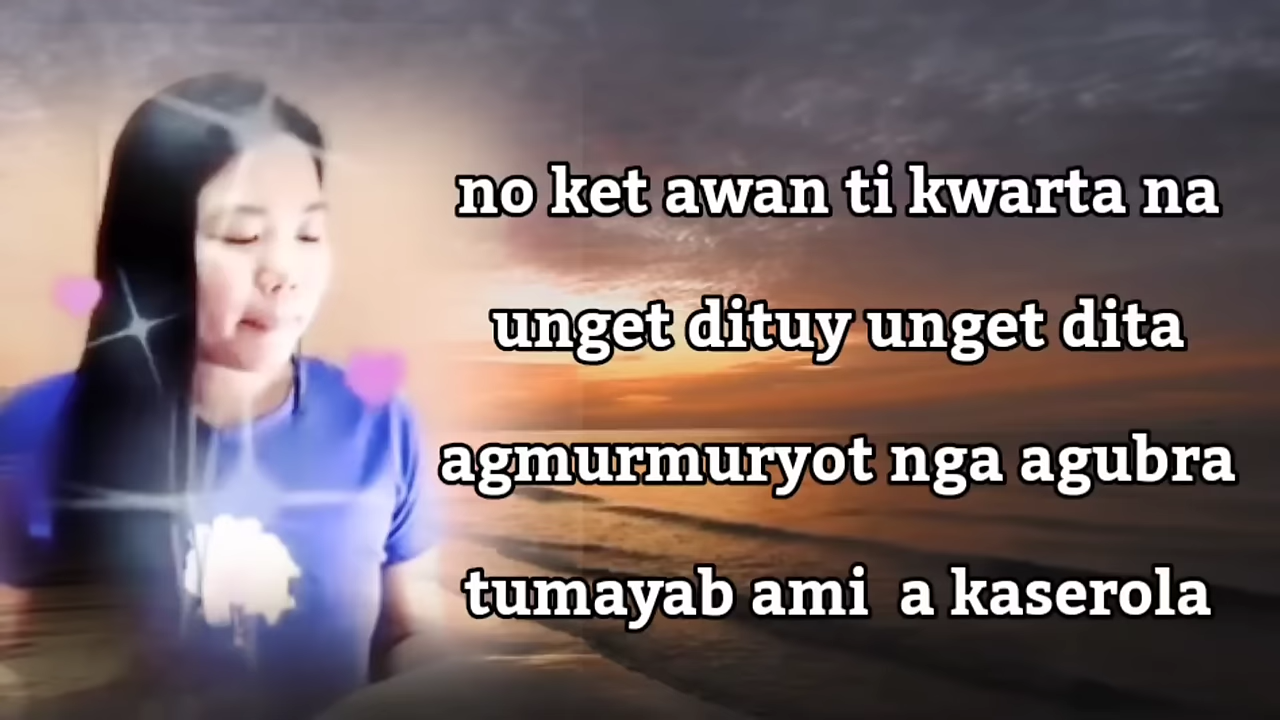 no ket awan ti kwarta na
unget dituy unget dita
agmurmuryot nga agubra
tumayab ami a kaserola